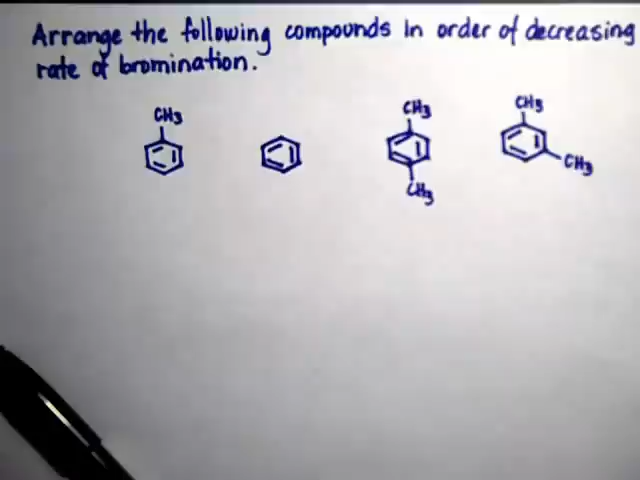 Arrange the following compounds in order of decreasing
rate of bromination.
CH3
CH3
CH3
CH3
CH3